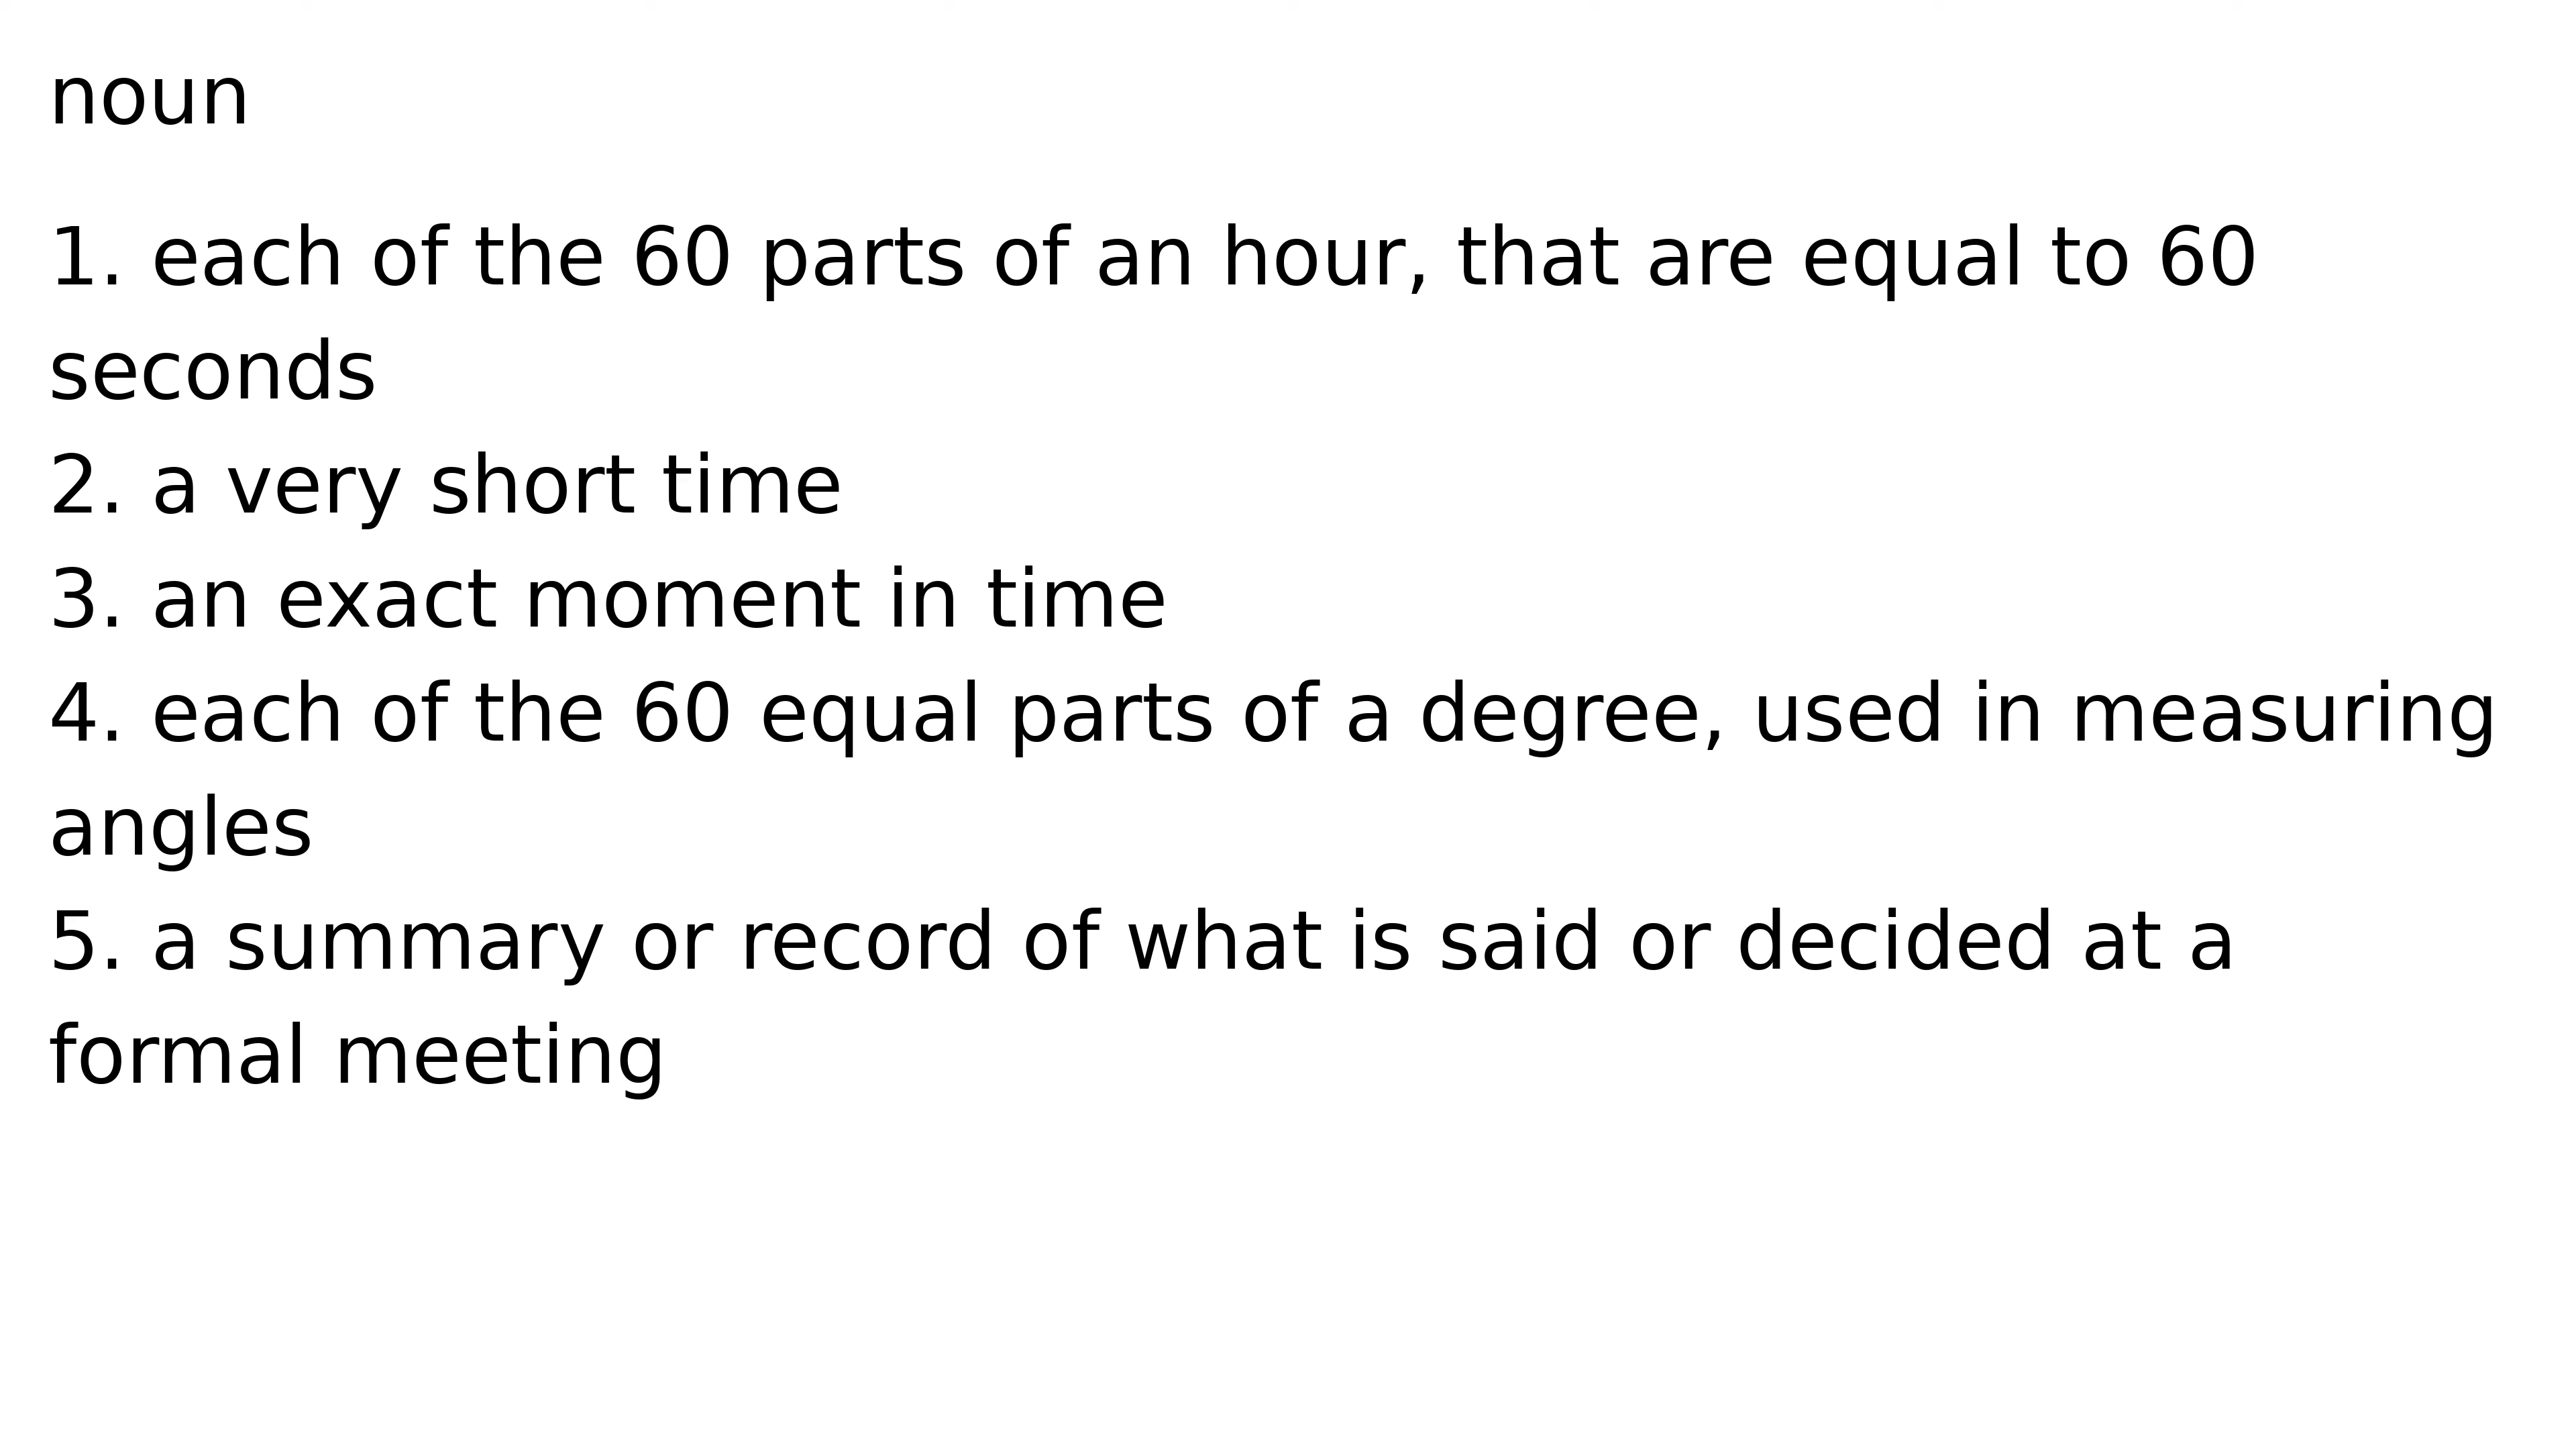 noun
1. each of the 60 parts of an hour, that are equal to 60
seconds
2. a very short time
3. an exact moment in time
4. each of the 60 equal parts of a degree, used in measuring
angles
5. a summary or record of what is said or decided at a
formal meeting